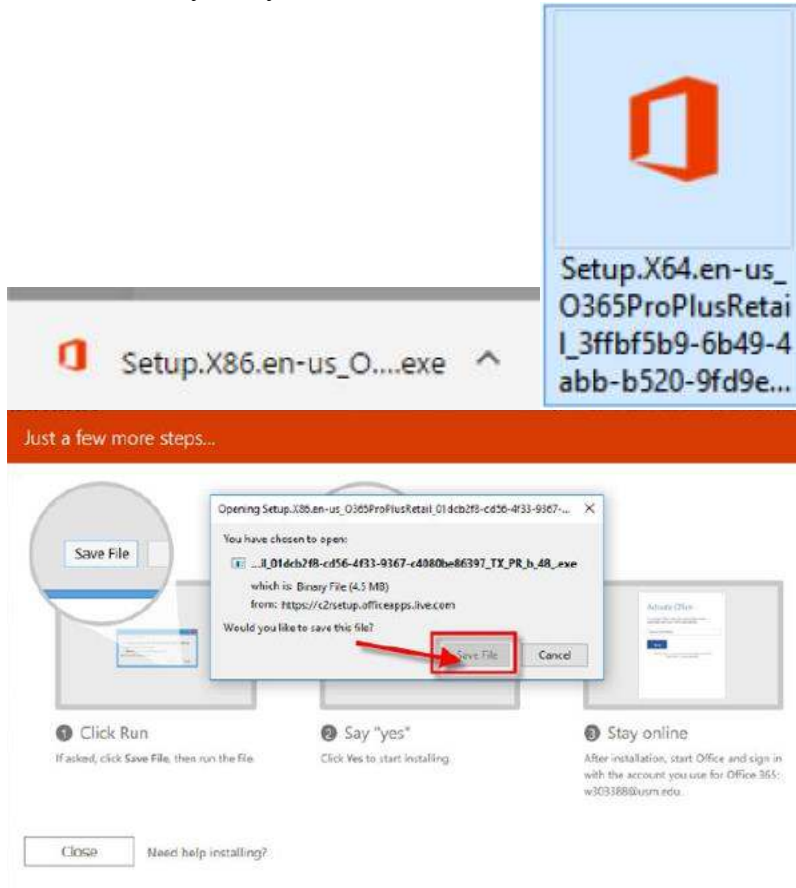 Setup.X64.en-us_
O365ProPlusRetai
l_3ffbf5b9-6b49-4
abb-b520-9fd9e...
Setup.X86.en-us_O....exe
Just a few more steps...
Opening Setup.X86.en-us_O365ProPlusRetail_01dcb2f8-cd56-4f33-9367-...
You have chosen to open:
...il_01dcb2f8-cd56-4f33-9367-c4080be86397_TX_PR_b_48_.exe
which is: Binary File (4.5 MB)
from: https://c2rsetup.officeapps.live.com
Would you like to save this file?
Save File
Cancel
Save File
Activate Office
1 Click Run
If asked, click Save File, then run the file.
2 Say "yes"
Click Yes to start installing.
3 Stay online
After installation, start Office and sign in
with the account you use for Office 365:
w303388@usm.edu.
Close
Need help installing?